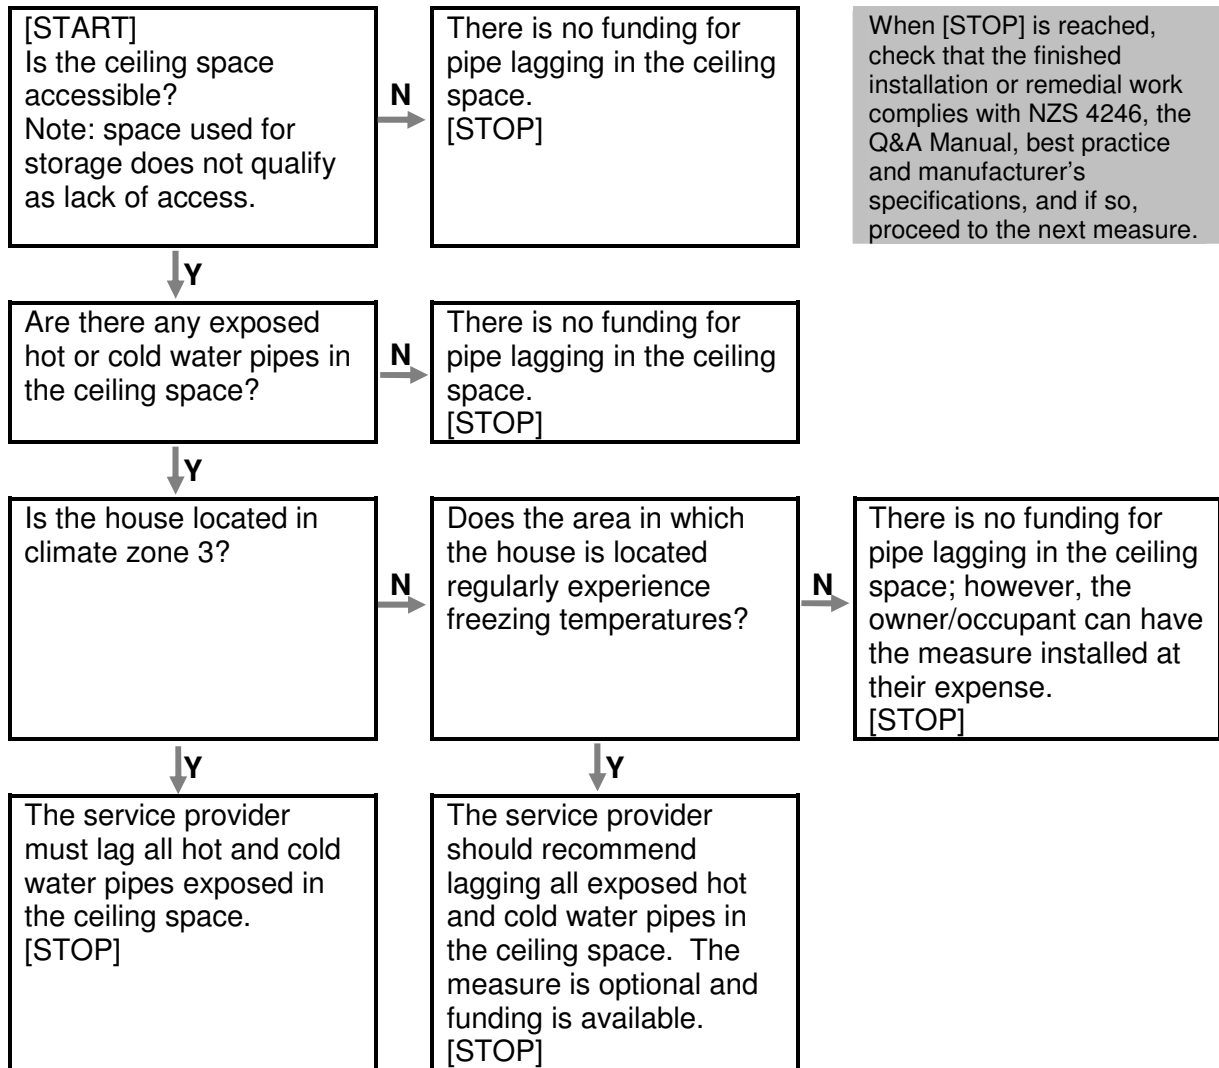 [START]
Is the ceiling space
accessible?
Note: space used for
storage does not qualify
as lack of access.
N
There is no funding for
pipe lagging in the ceiling
space.
[STOP]
When [STOP] is reached,
check that the finished
installation or remedial work
complies with NZS 4246, the
Q&A Manual, best practice
and manufacturer's
specifications, and if so,
proceed to the next measure.
Y
Are there any exposed
hot or cold water pipes in
the ceiling space?
N
There is no funding for
pipe lagging in the ceiling
space.
[STOP]
Y
Is the house located in
climate zone 3?
N
Does the area in which
the house is located
regularly experience
freezing temperatures?
N
There is no funding for
pipe lagging in the ceiling
space; however, the
owner/occupant can have
the measure installed at
their expense.
[STOP]
Y
The service provider
must lag all hot and cold
water pipes exposed in
the ceiling space.
[STOP]
Y
The service provider
should recommend
lagging all exposed hot
and cold water pipes in
the ceiling space.  The
measure is optional and
funding is available.
[STOP]